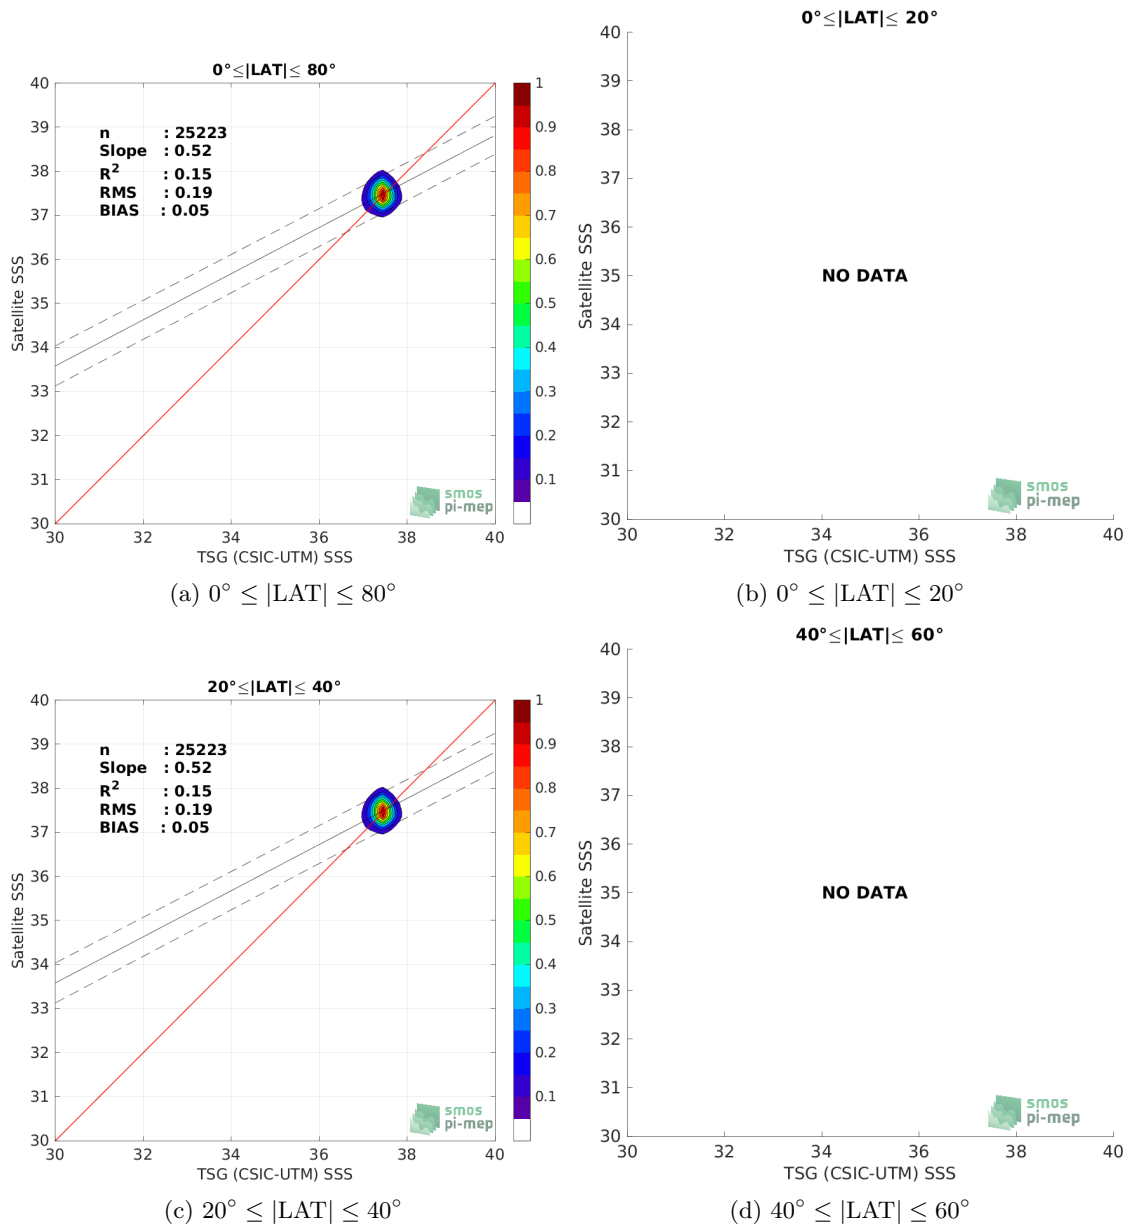 0°≤|LAT|≤ 80°
40
39
38
37
36
35
34
33
32
31
30
Satellite SSS
n : 25223
Slope : 0.52
R² : 0.15
RMS : 0.19
BIAS : 0.05
1
0.9
0.8
0.7
0.6
0.5
0.4
0.3
0.2
0.1
smos
pi-mep
30 32 34 36 38 40
TSG (CSIC-UTM) SSS
(a) 0° ≤ |LAT| ≤ 80°
0°≤|LAT|≤ 20°
40
39
38
37
36
35
34
33
32
31
30
Satellite SSS
NO DATA
smos
pi-mep
30 32 34 36 38 40
TSG (CSIC-UTM) SSS
(b) 0° ≤ |LAT| ≤ 20°
20°≤|LAT|≤ 40°
40
39
38
37
36
35
34
33
32
31
30
Satellite SSS
n : 25223
Slope : 0.52
R² : 0.15
RMS : 0.19
BIAS : 0.05
1
0.9
0.8
0.7
0.6
0.5
0.4
0.3
0.2
0.1
smos
pi-mep
30 32 34 36 38 40
TSG (CSIC-UTM) SSS
(c) 20° ≤ |LAT| ≤ 40°
40°≤|LAT|≤ 60°
40
39
38
37
36
35
34
33
32
31
30
Satellite SSS
NO DATA
smos
pi-mep
30 32 34 36 38 40
TSG (CSIC-UTM) SSS
(d) 40° ≤ |LAT| ≤ 60°